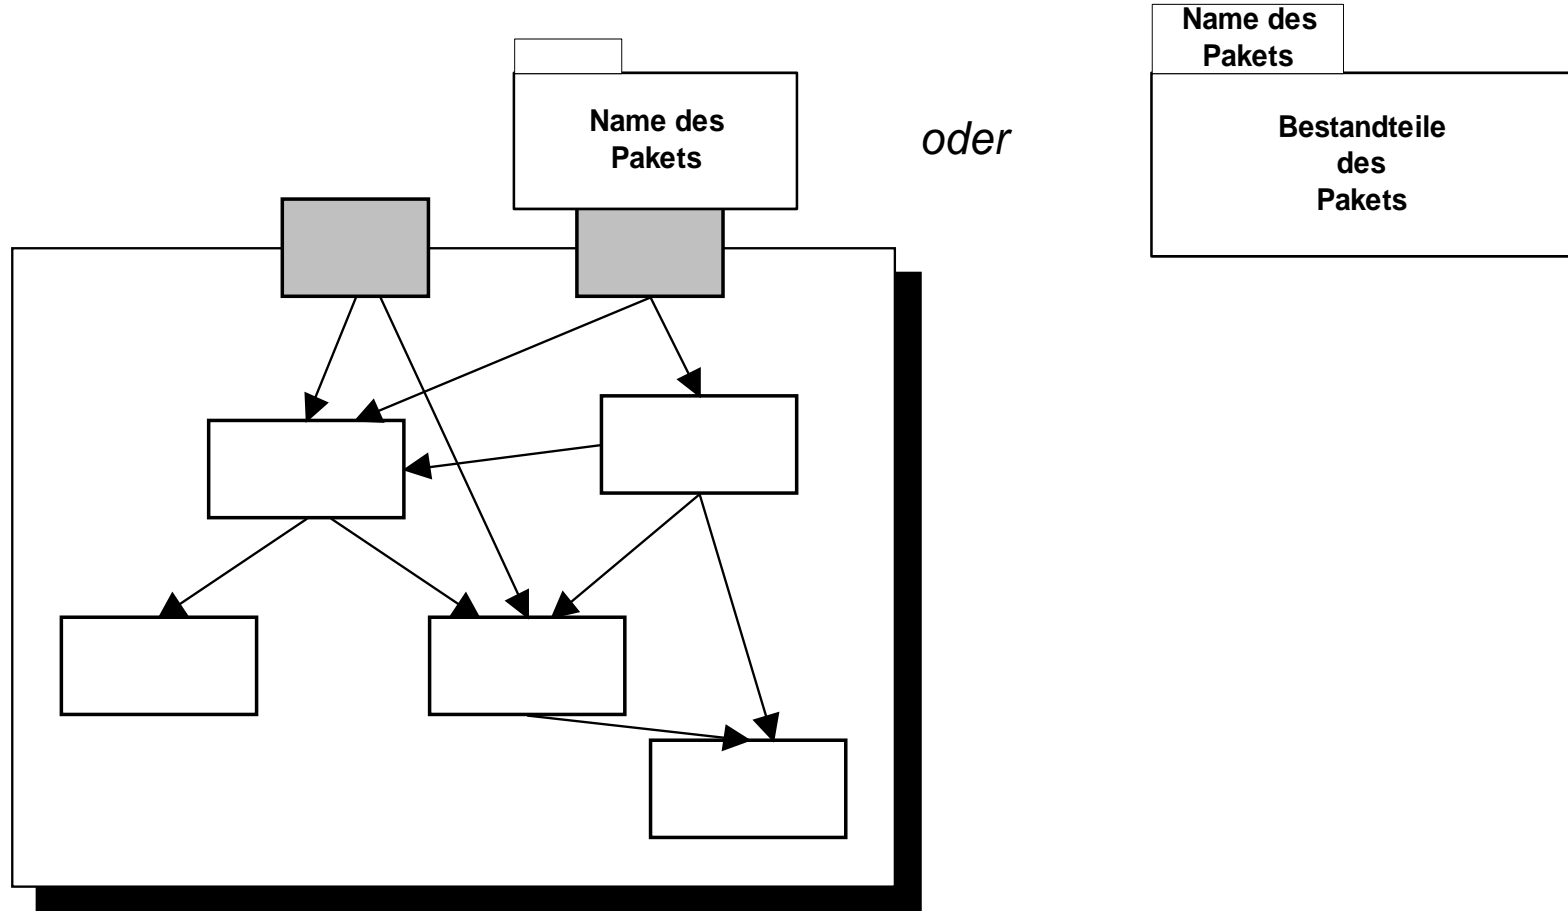 Name des
Pakets
oder
Name des
Pakets
Bestandteile
des
Pakets